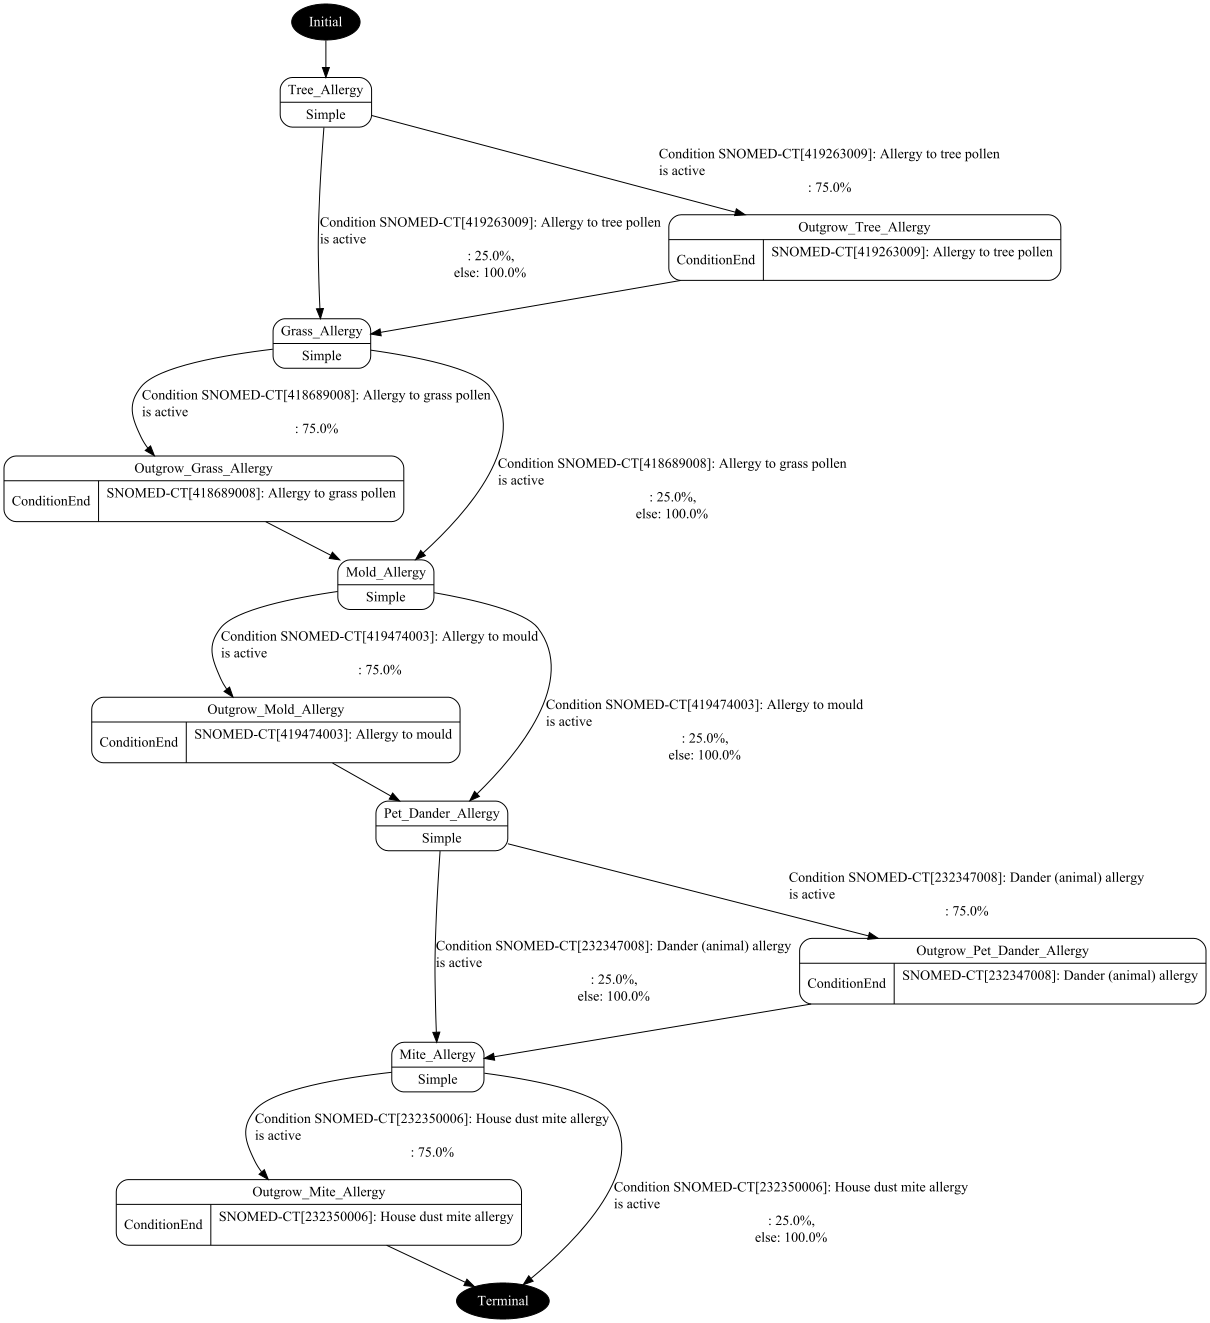 Initial
Tree_Allergy
Simple
Condition SNOMED-CT[419263009]: Allergy to tree pollen
is active
: 75.0%
Condition SNOMED-CT[419263009]: Allergy to tree pollen
is active
: 25.0%,
else: 100.0%
Outgrow_Tree_Allergy
ConditionEnd
SNOMED-CT[419263009]: Allergy to tree pollen
Grass_Allergy
Simple
Condition SNOMED-CT[418689008]: Allergy to grass pollen
is active
: 75.0%
Outgrow_Grass_Allergy
ConditionEnd
SNOMED-CT[418689008]: Allergy to grass pollen
Condition SNOMED-CT[418689008]: Allergy to grass pollen
is active
: 25.0%,
else: 100.0%
Mold_Allergy
Simple
Condition SNOMED-CT[419474003]: Allergy to mould
is active
: 75.0%
Outgrow_Mold_Allergy
ConditionEnd
SNOMED-CT[419474003]: Allergy to mould
Condition SNOMED-CT[419474003]: Allergy to mould
is active
: 25.0%,
else: 100.0%
Pet_Dander_Allergy
Simple
Condition SNOMED-CT[232347008]: Dander (animal) allergy
is active
: 75.0%
Condition SNOMED-CT[232347008]: Dander (animal) allergy
is active
: 25.0%,
else: 100.0%
Outgrow_Pet_Dander_Allergy
ConditionEnd
SNOMED-CT[232347008]: Dander (animal) allergy
Mite_Allergy
Simple
Condition SNOMED-CT[232350006]: House dust mite allergy
is active
: 75.0%
Outgrow_Mite_Allergy
ConditionEnd
SNOMED-CT[232350006]: House dust mite allergy
Condition SNOMED-CT[232350006]: House dust mite allergy
is active
: 25.0%,
else: 100.0%
Terminal